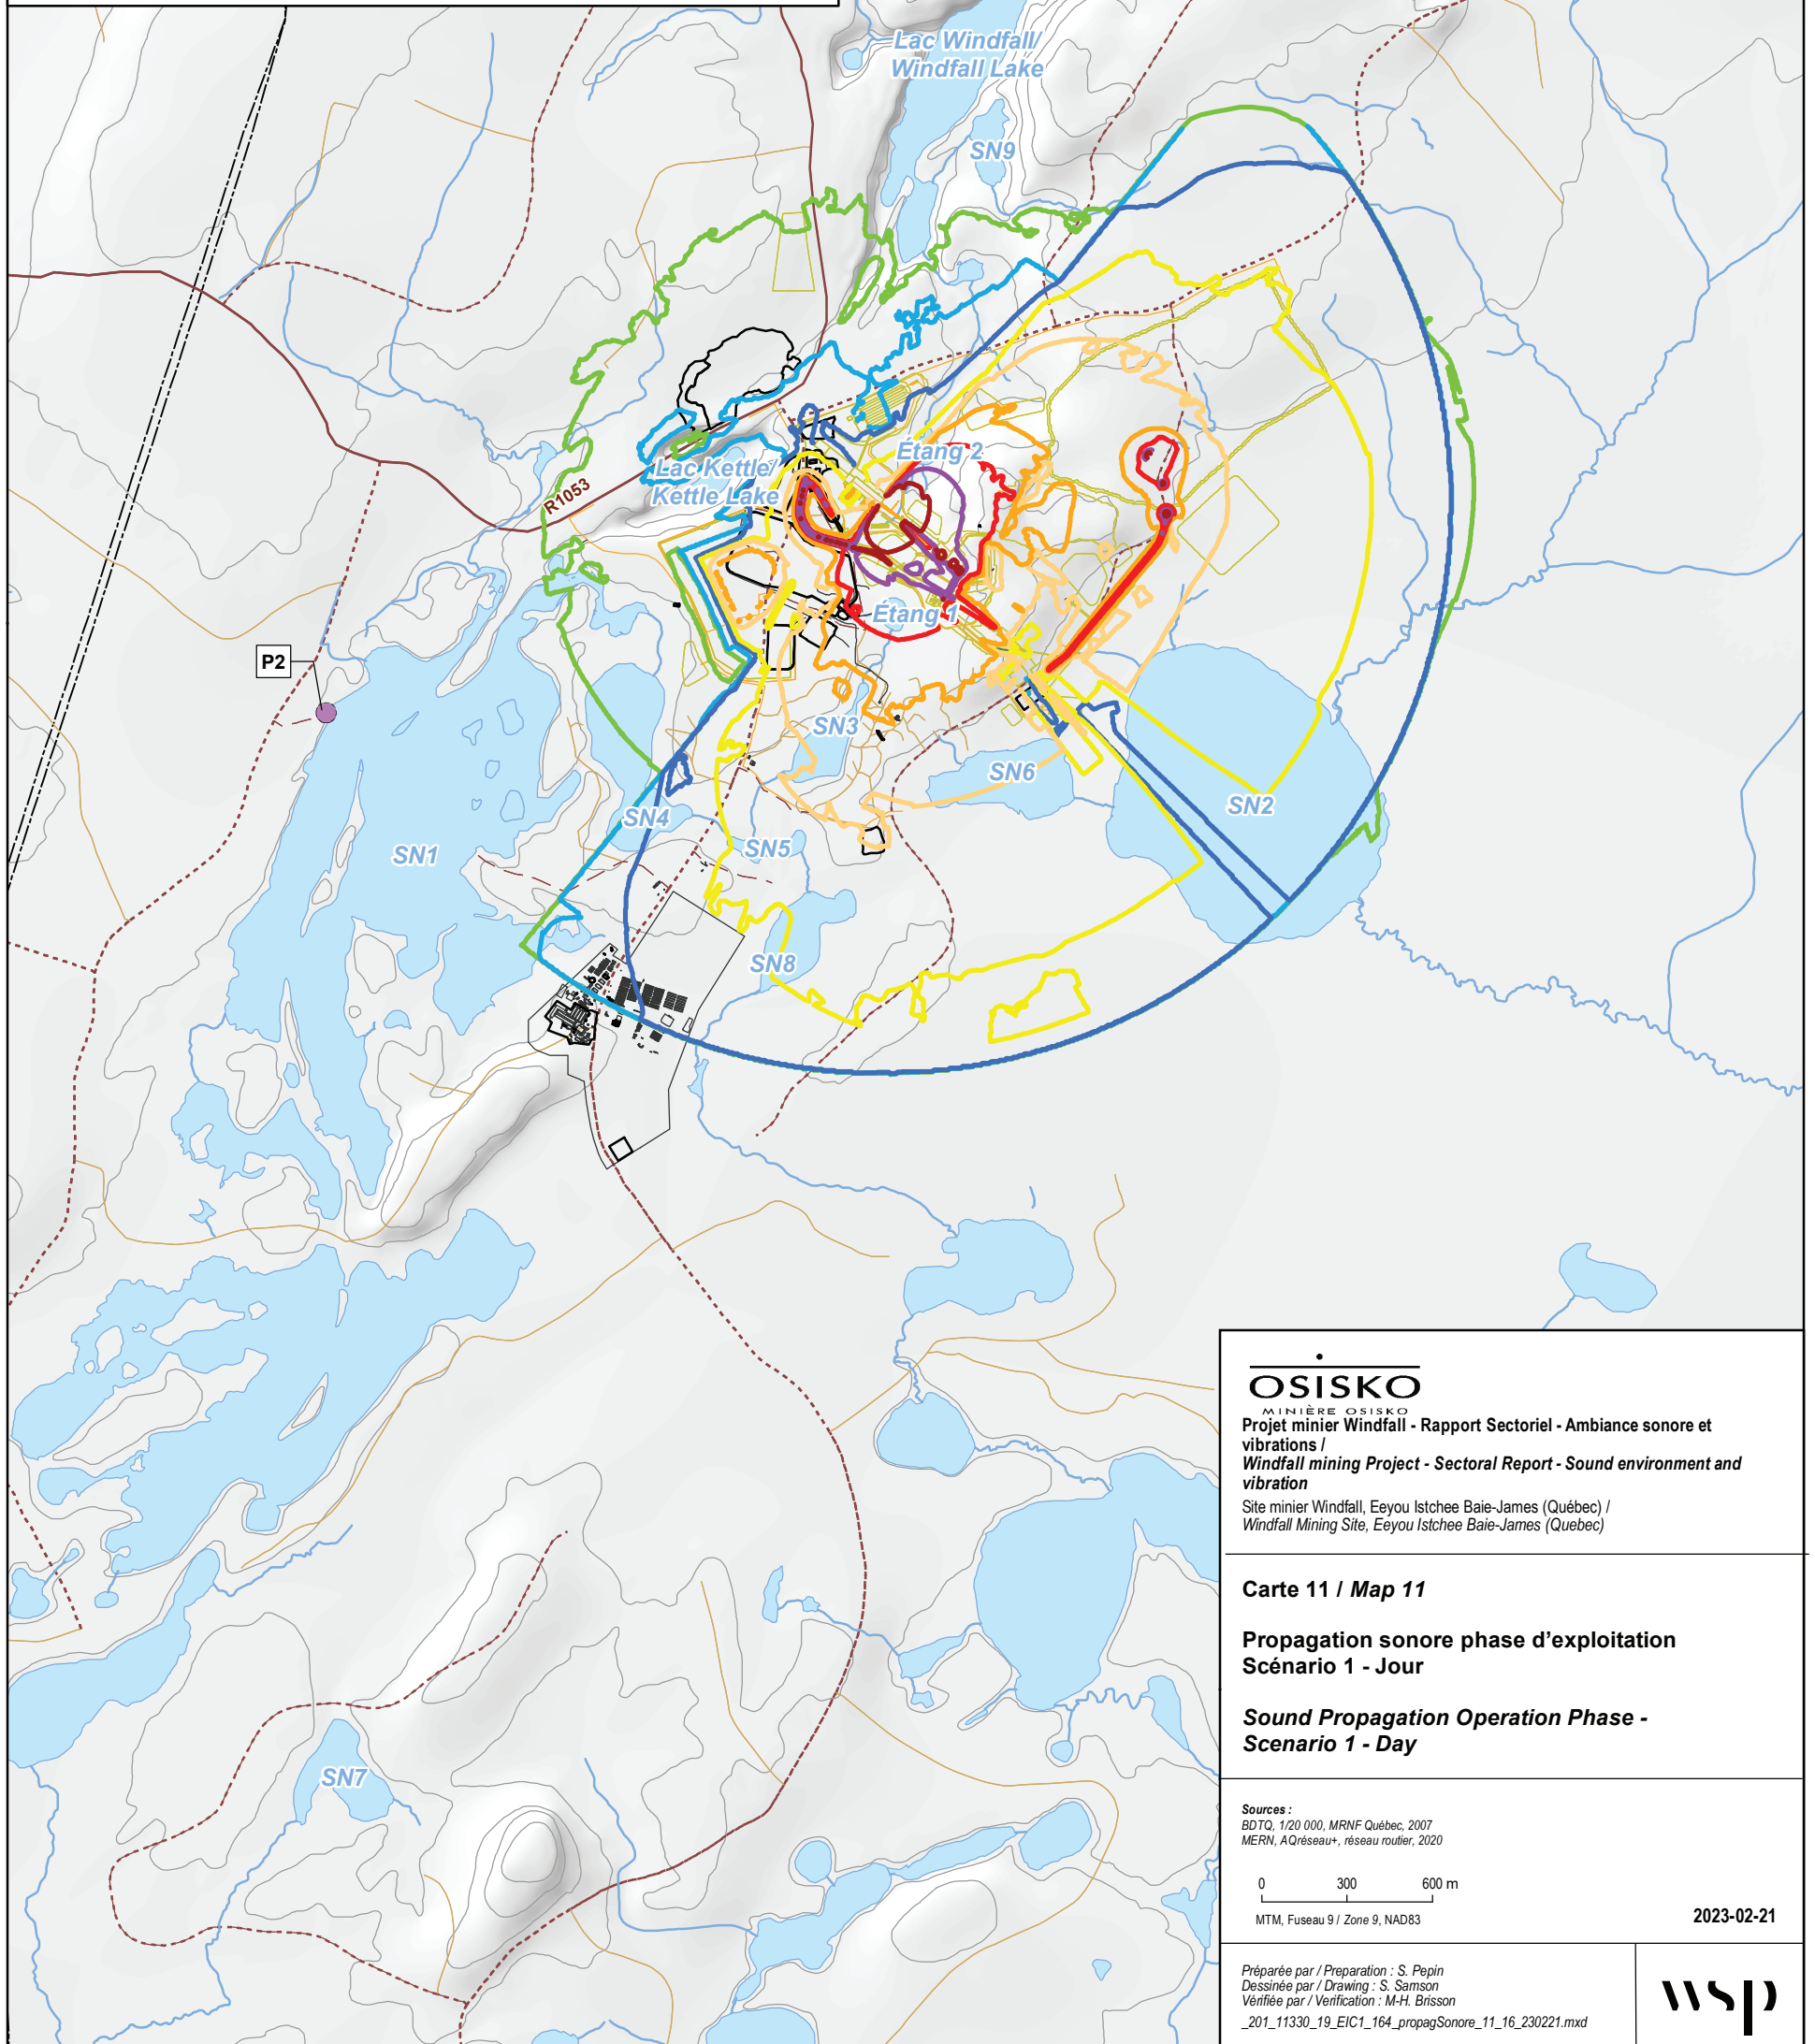 Lac Windfall/
Windfall Lake
SN9
Étang 2
Lac Kettle/
Kettle Lake
R1053
Étang 1
P2
SN3
SN6
SN2
SN4
SN5
SN1
SN8
SN7
OSISKO
MINIÈRE OSISKO
Projet minier Windfall - Rapport Sectoriel - Ambiance sonore et
vibrations /
Windfall mining Project - Sectoral Report - Sound environment and
vibration
Site minier Windfall, Eeyou Istchee Baie-James (Québec) /
Windfall Mining Site, Eeyou Istchee Baie-James (Quebec)
Carte 11 / Map 11
Propagation sonore phase d'exploitation
Scénario 1 - Jour
Sound Propagation Operation Phase -
Scenario 1 - Day
Sources :
BDTQ, 1/20 000, MRNF Québec, 2007
MERN, AQréseau+, réseau routier, 2020
0 300 600 m
MTM, Fuseau 9 / Zone 9, NAD83
2023-02-21
Préparée par / Preparation : S. Pepin
Dessinée par / Drawing : S. Samson
Vérifiée par / Verification : M-H. Brisson
_201_11330_19_EIC1_164_propagSonore_11_16_230221.mxd
wsp